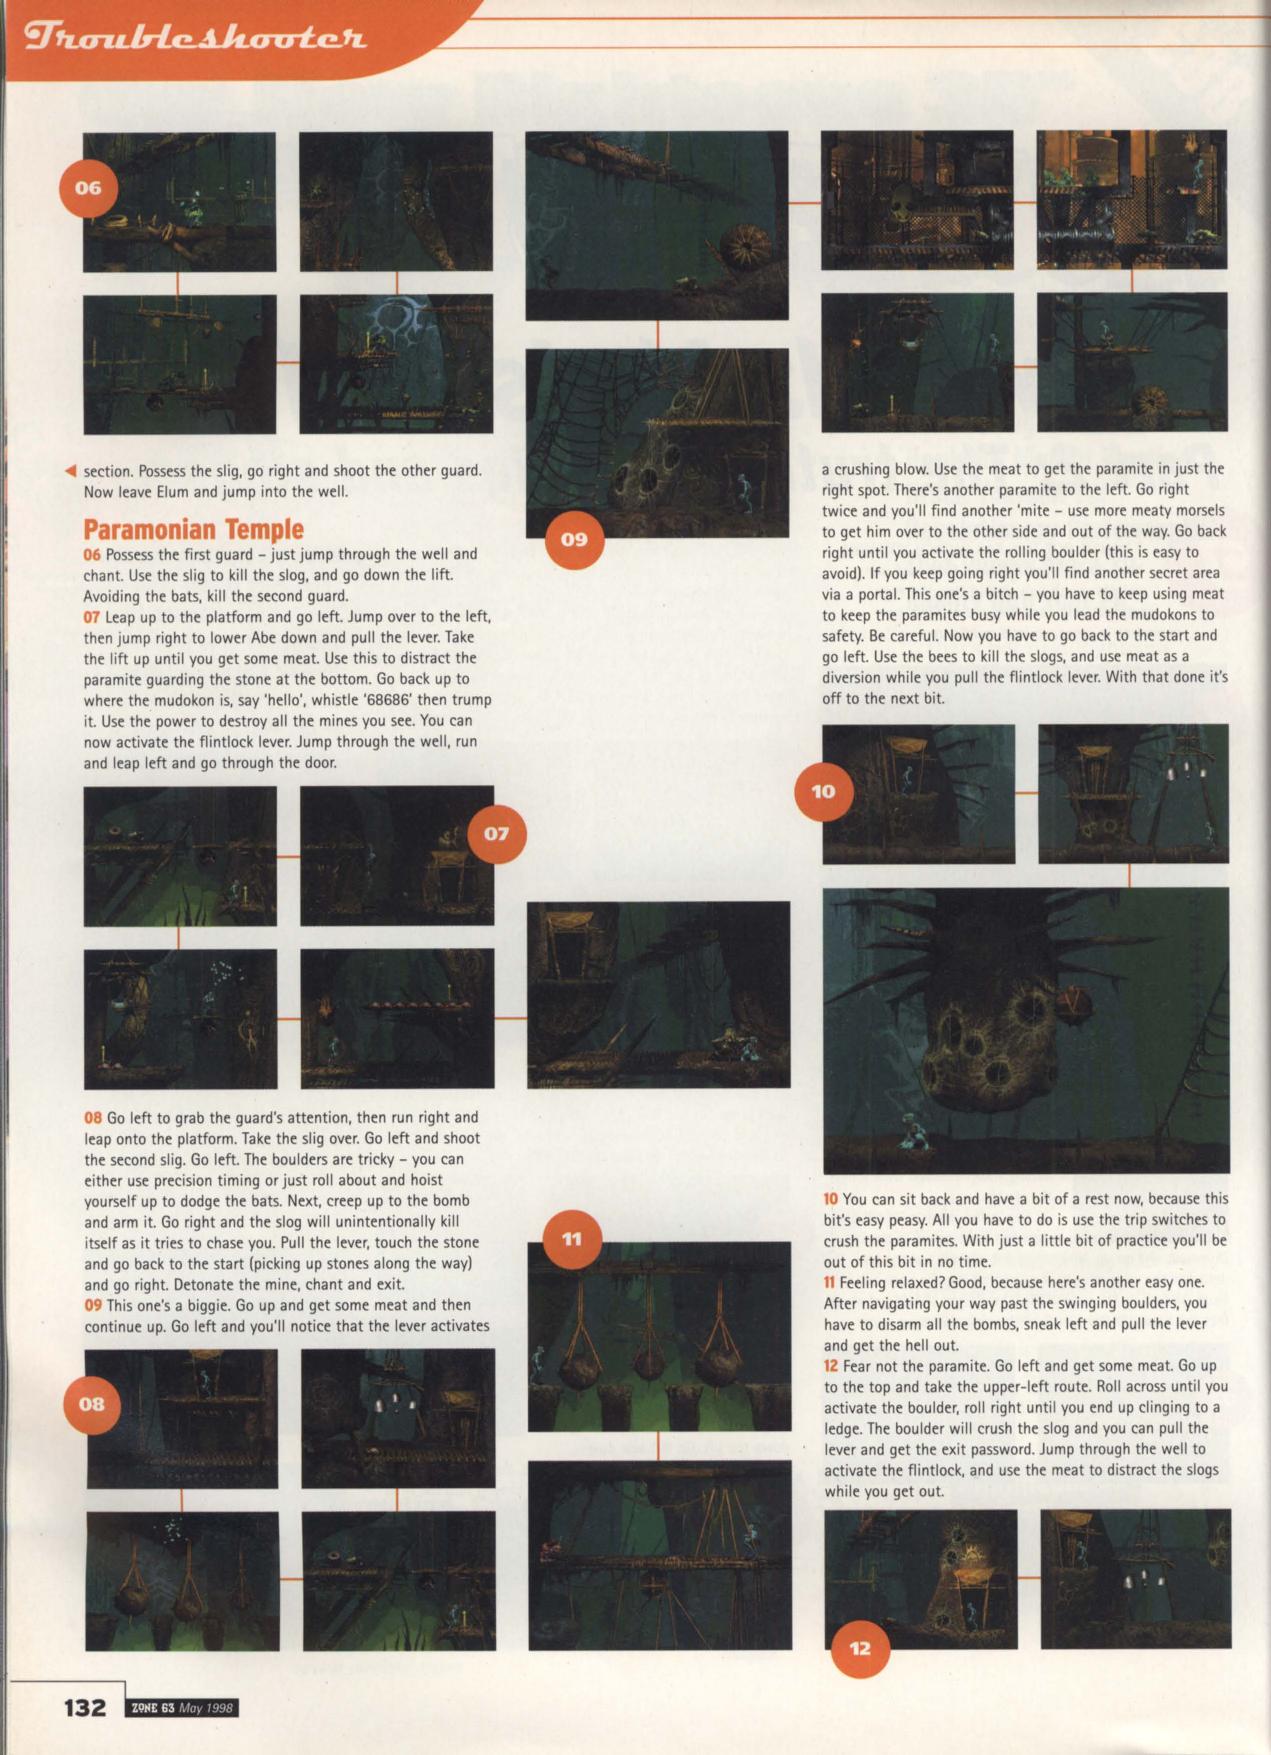 Troubleshooter
06
◀ section. Possess the slig, go right and shoot the other guard.
Now leave Elum and jump into the well.
Paramonian Temple
06 Possess the first guard – just jump through the well and
chant. Use the slig to kill the slog, and go down the lift.
Avoiding the bats, kill the second guard.
07 Leap up to the platform and go left. Jump over to the left,
then jump right to lower Abe down and pull the lever. Take
the lift up until you get some meat. Use this to distract the
paramite guarding the stone at the bottom. Go back up to
where the mudokon is, say 'hello', whistle '68686' then trump
it. Use the power to destroy all the mines you see. You can
now activate the flintlock lever. Jump through the well, run
and leap left and go through the door.
07
08 Go left to grab the guard's attention, then run right and
leap onto the platform. Take the slig over. Go left and shoot
the second slig. Go left. The boulders are tricky – you can
either use precision timing or just roll about and hoist
yourself up to dodge the bats. Next, creep up to the bomb
and arm it. Go right and the slog will unintentionally kill
itself as it tries to chase you. Pull the lever, touch the stone
and go back to the start (picking up stones along the way)
and go right. Detonate the mine, chant and exit.
09 This one's a biggie. Go up and get some meat and then
continue up. Go left and you'll notice that the lever activates
08
09
11
a crushing blow. Use the meat to get the paramite in just the
right spot. There's another paramite to the left. Go right
twice and you'll find another 'mite – use more meaty morsels
to get him over to the other side and out of the way. Go back
right until you activate the rolling boulder (this is easy to
avoid). If you keep going right you'll find another secret area
via a portal. This one's a bitch – you have to keep using meat
to keep the paramites busy while you lead the mudokons to
safety. Be careful. Now you have to go back to the start and
go left. Use the bees to kill the slogs, and use meat as a
diversion while you pull the flintlock lever. With that done it's
off to the next bit.
10
10 You can sit back and have a bit of a rest now, because this
bit's easy peasy. All you have to do is use the trip switches to
crush the paramites. With just a little bit of practice you'll be
out of this bit in no time.
11 Feeling relaxed? Good, because here's another easy one.
After navigating your way past the swinging boulders, you
have to disarm all the bombs, sneak left and pull the lever
and get the hell out.
12 Fear not the paramite. Go left and get some meat. Go up
to the top and take the upper-left route. Roll across until you
activate the boulder, roll right until you end up clinging to a
ledge. The boulder will crush the slog and you can pull the
lever and get the exit password. Jump through the well to
activate the flintlock, and use the meat to distract the slogs
while you get out.
12
132 ZONE 63 May 1998